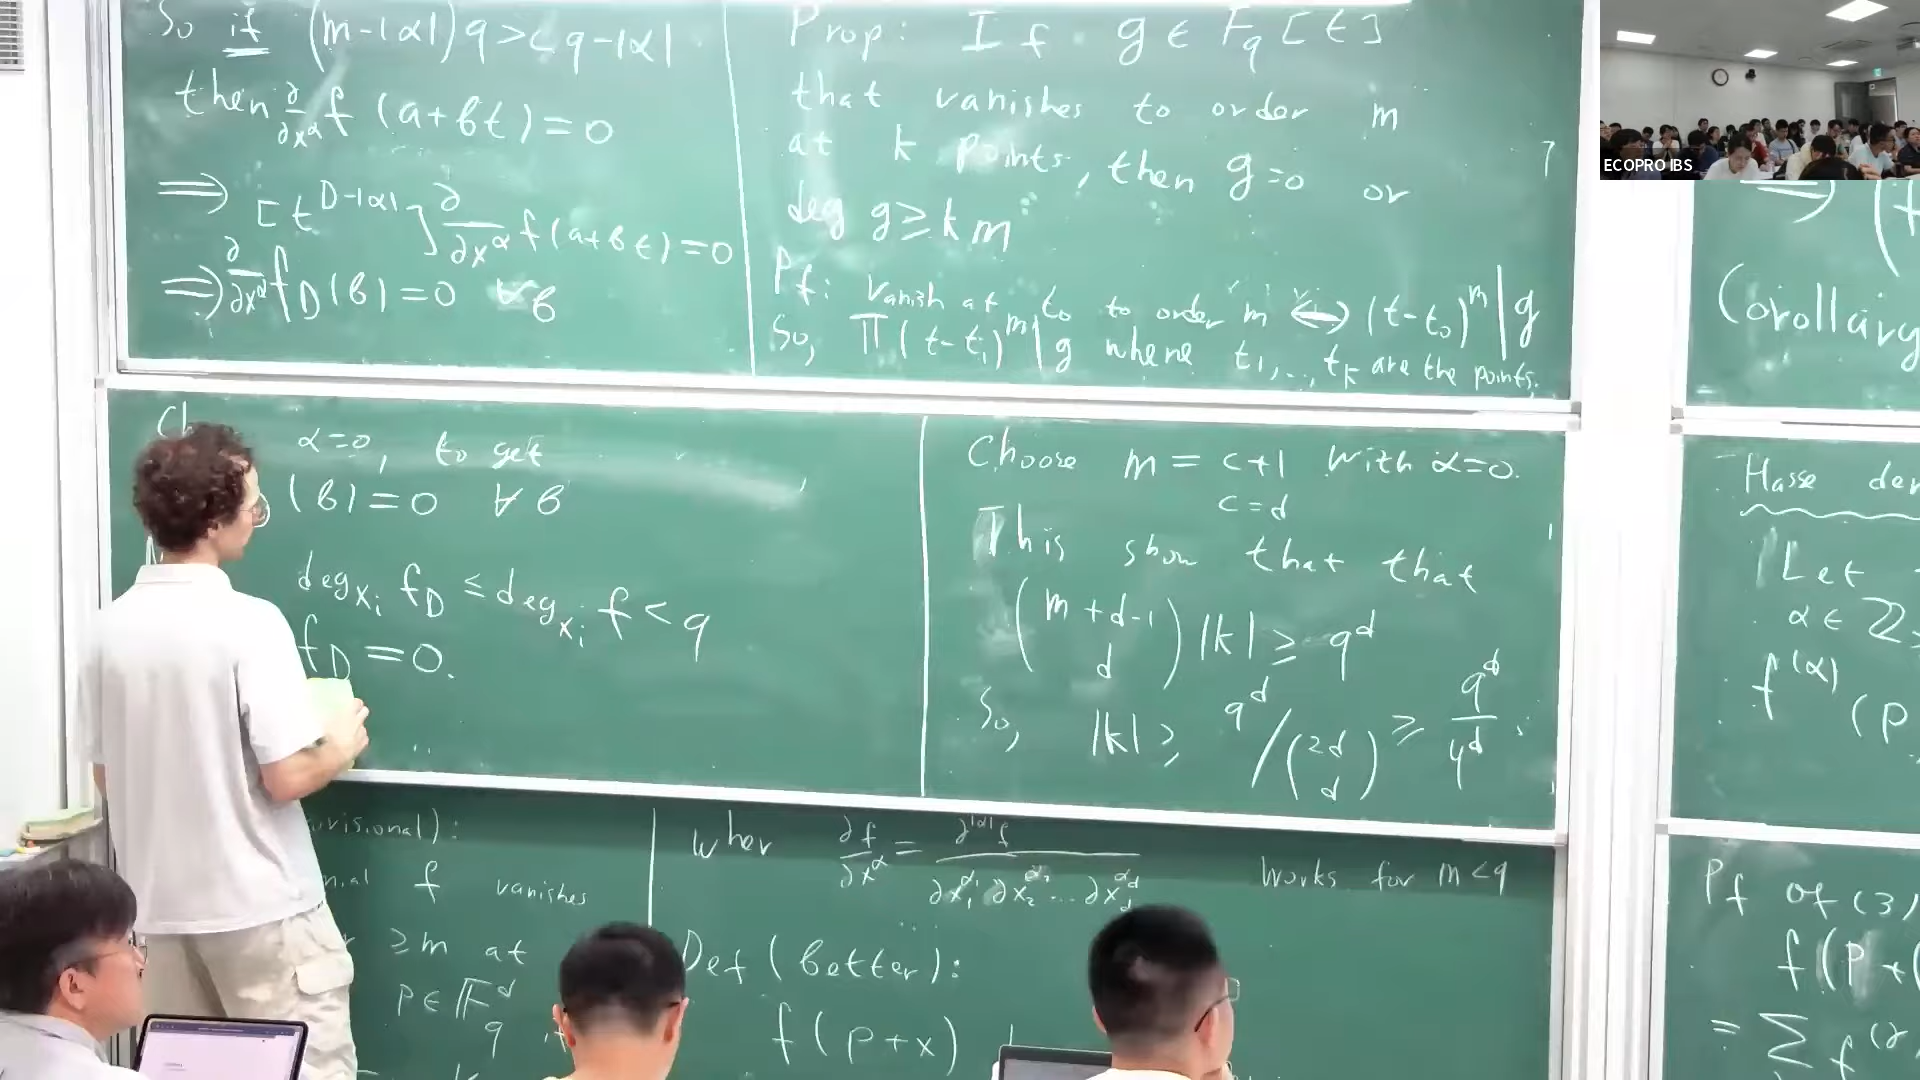 So if (m-|α|)q > cq-|α|
then ∂/∂x^α f (a+bt) = 0
⟹ [t^{D-|α|}] ∂/∂x^α f(a+bt) = 0
⟹ ∂/∂x^α f_D(b) = 0 ∀b
Prop: If g ∈ F_q[t]
that vanishes to order m
at k points, then g=0 or
deg g ≥ km
Pf: Vanish at t_0 to order m ⟺ (t-t_0)^m | g
So, Π(t-t_i)^m | g where t_1,..,t_k are the points.
α=0, to get
(b) = 0 ∀b
deg_{x_i} f_D ≤ deg_{x_i} f < q
f_D = 0.
Choose m = c+1 with α=0.
c=d
This show that that
(m+d-1 d) |k| ≥ q^d
So, |k| ≥ q^d / (2d d) ≥ q^d/4^d
ovisional):
f vanishes
≥m at
p ∈ F_q^d
wher ∂f/∂x^α = ∂^{|α|}f / ∂x_1^{α_1} ∂x_2^{α_2} ... ∂x_d^{α_d}
Works for m<q
Def (better):
f(p+x)
⟹
Corollary
Hasse der
Let
α ∈ Z
f^{(α)} (p
Pf of (3)
f(p+(
= Σ f^{(
ECOPRO IBS